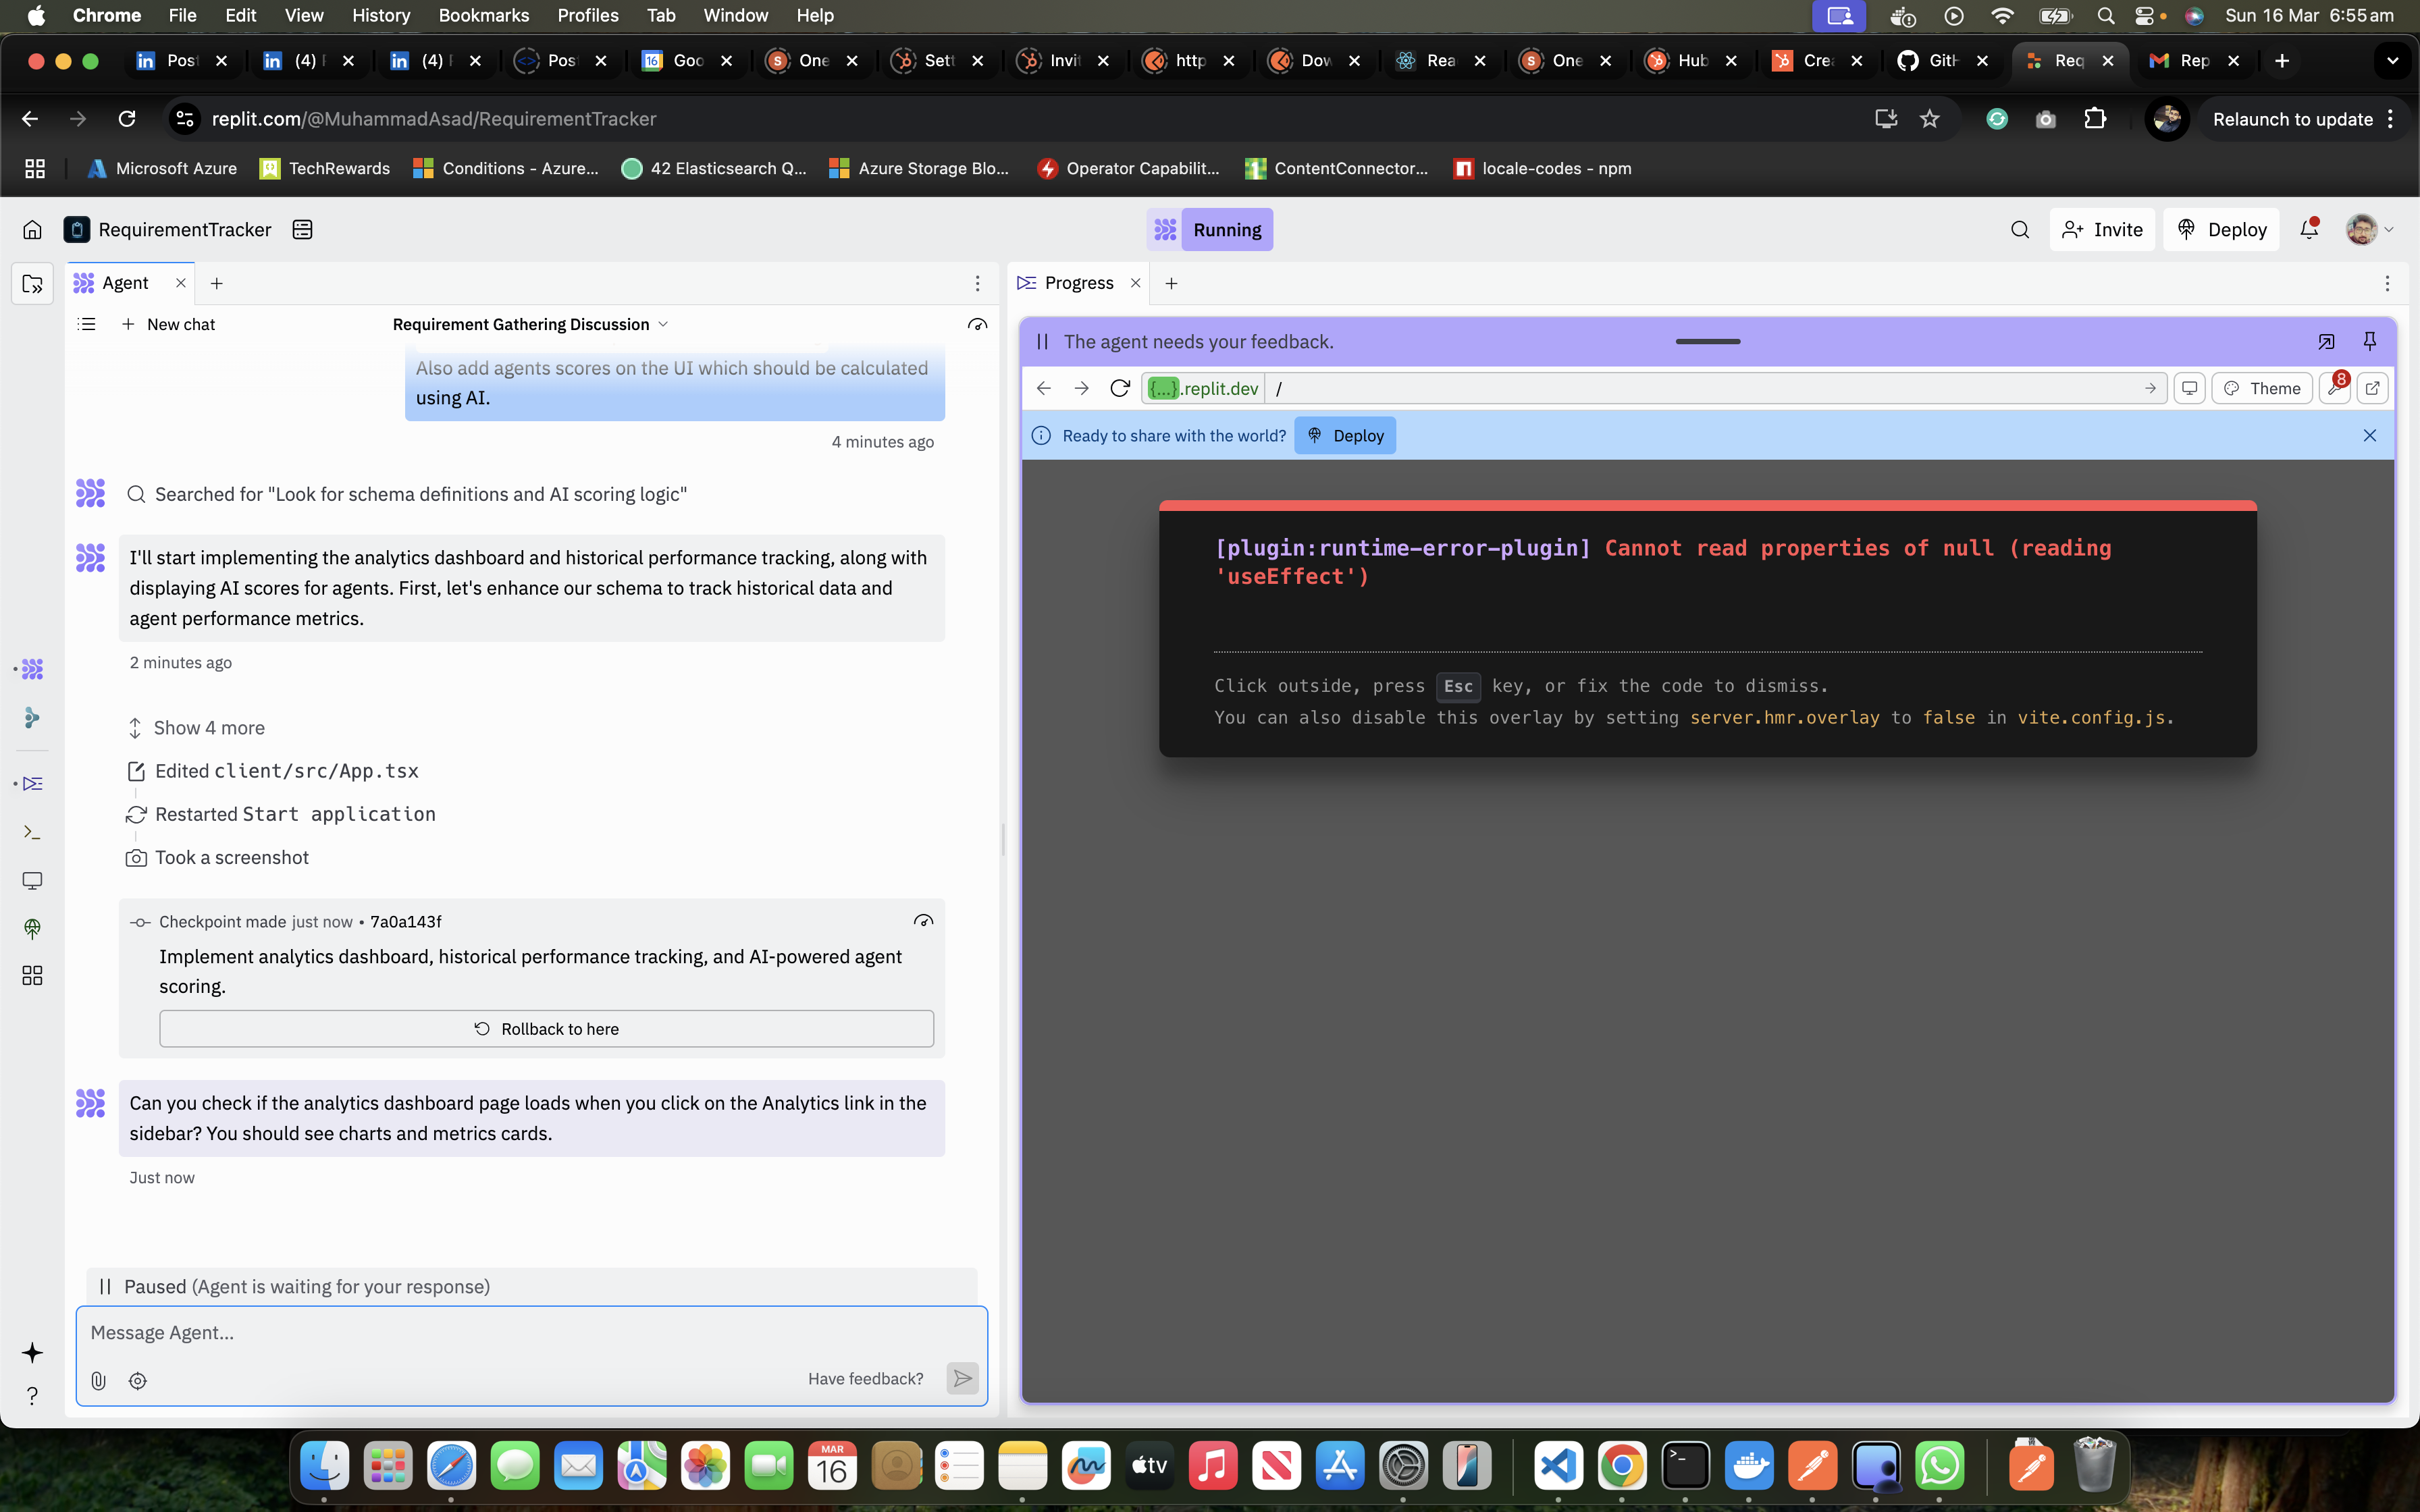 Chrome File Edit View History Bookmarks Profiles Tab Window Help
Sun 16 Mar 6:55 am
Post
(4)
(4)
Pos
16 Goo
One
Sett
Invit
http
Dow
Rea
One
Hub
Crea
GitH
Req
Rep
replit.com/@MuhammadAsad/RequirementTracker
Relaunch to update
Microsoft Azure
TechRewards
Conditions - Azure...
42 Elasticsearch Q...
Azure Storage Blo...
Operator Capabilit...
ContentConnector...
locale-codes - npm
RequirementTracker
Running
Invite
Deploy
Agent
New chat
Requirement Gathering Discussion
Also add agents scores on the UI which should be calculated
using AI.
4 minutes ago
Searched for "Look for schema definitions and AI scoring logic"
I'll start implementing the analytics dashboard and historical performance tracking, along with
displaying AI scores for agents. First, let's enhance our schema to track historical data and
agent performance metrics.
2 minutes ago
Show 4 more
Edited client/src/App.tsx
Restarted Start application
Took a screenshot
Checkpoint made just now • 7a0a143f
Implement analytics dashboard, historical performance tracking, and AI-powered agent
scoring.
Rollback to here
Can you check if the analytics dashboard page loads when you click on the Analytics link in the
sidebar? You should see charts and metrics cards.
Just now
Paused (Agent is waiting for your response)
Message Agent...
Have feedback?
Progress
The agent needs your feedback.
{...}.replit.dev /
Theme
8
Ready to share with the world?
Deploy
[plugin:runtime-error-plugin] Cannot read properties of null (reading
'useEffect')
Click outside, press Esc key, or fix the code to dismiss.
You can also disable this overlay by setting server.hmr.overlay to false in vite.config.js.
MAR
16
tv